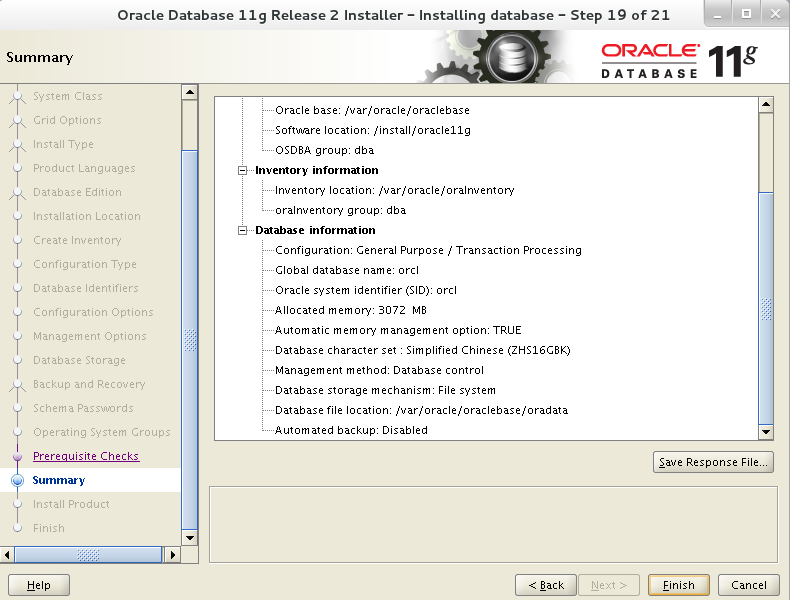 Oracle Database 11g Release 2 Installer - Installing database - Step 19 of 21
Summary
ORACLE
DATABASE
11g
System Class
Grid Options
Install Type
Product Languages
Database Edition
Installation Location
Create Inventory
Configuration Type
Database Identifiers
Configuration Options
Management Options
Database Storage
Backup and Recovery
Schema Passwords
Operating System Groups
Prerequisite Checks
Summary
Install Product
Finish
Oracle base: /var/oracle/oraclebase
Software location: /install/oracle11g
OSDBA group: dba
Inventory information
Inventory location: /var/oracle/oraInventory
oraInventory group: dba
Database information
Configuration: General Purpose / Transaction Processing
Global database name: orcl
Oracle system identifier (SID): orcl
Allocated memory: 3072 MB
Automatic memory management option: TRUE
Database character set : Simplified Chinese (ZHS16GBK)
Management method: Database control
Database storage mechanism: File system
Database file location: /var/oracle/oraclebase/oradata
Automated backup: Disabled
Save Response File...
Help
< Back
Next >
Finish
Cancel